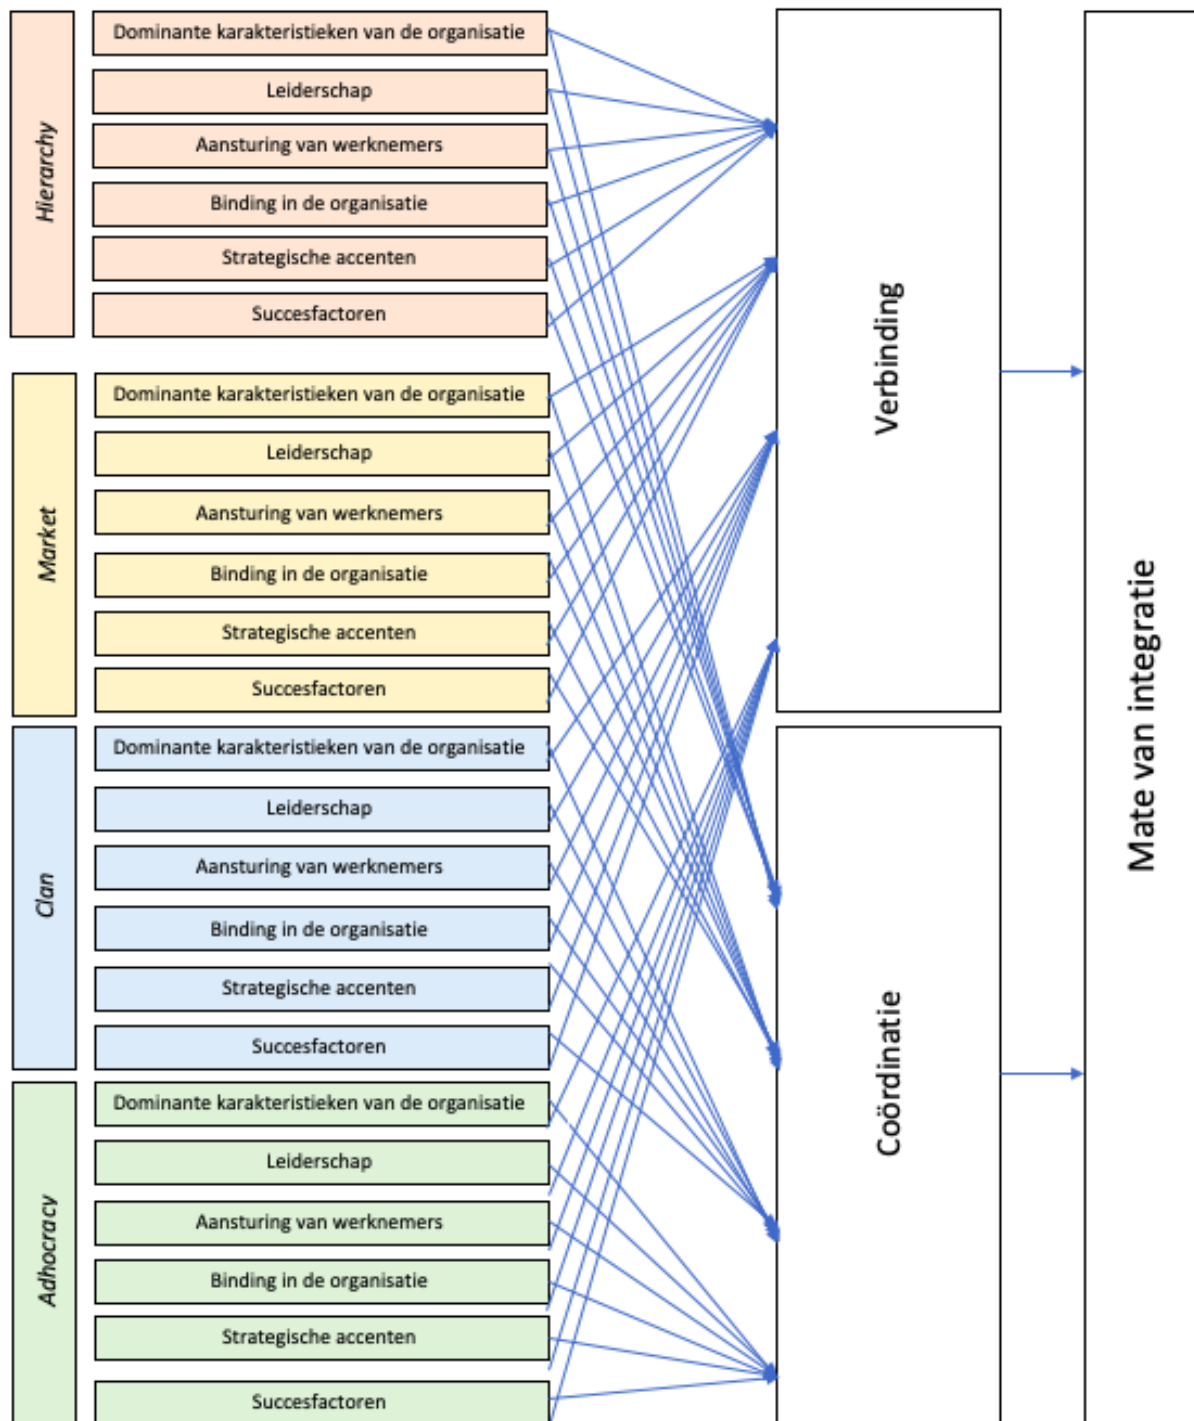 Hierarchy
Dominante karakteristieken van de organisatie
Leiderschap
Aansturing van werknemers
Binding in de organisatie
Strategische accenten
Succesfactoren
Market
Dominante karakteristieken van de organisatie
Leiderschap
Aansturing van werknemers
Binding in de organisatie
Strategische accenten
Succesfactoren
Clan
Dominante karakteristieken van de organisatie
Leiderschap
Aansturing van werknemers
Binding in de organisatie
Strategische accenten
Succesfactoren
Adhocracy
Dominante karakteristieken van de organisatie
Leiderschap
Aansturing van werknemers
Binding in de organisatie
Strategische accenten
Succesfactoren
Verbinding
Coördinatie
Mate van integratie